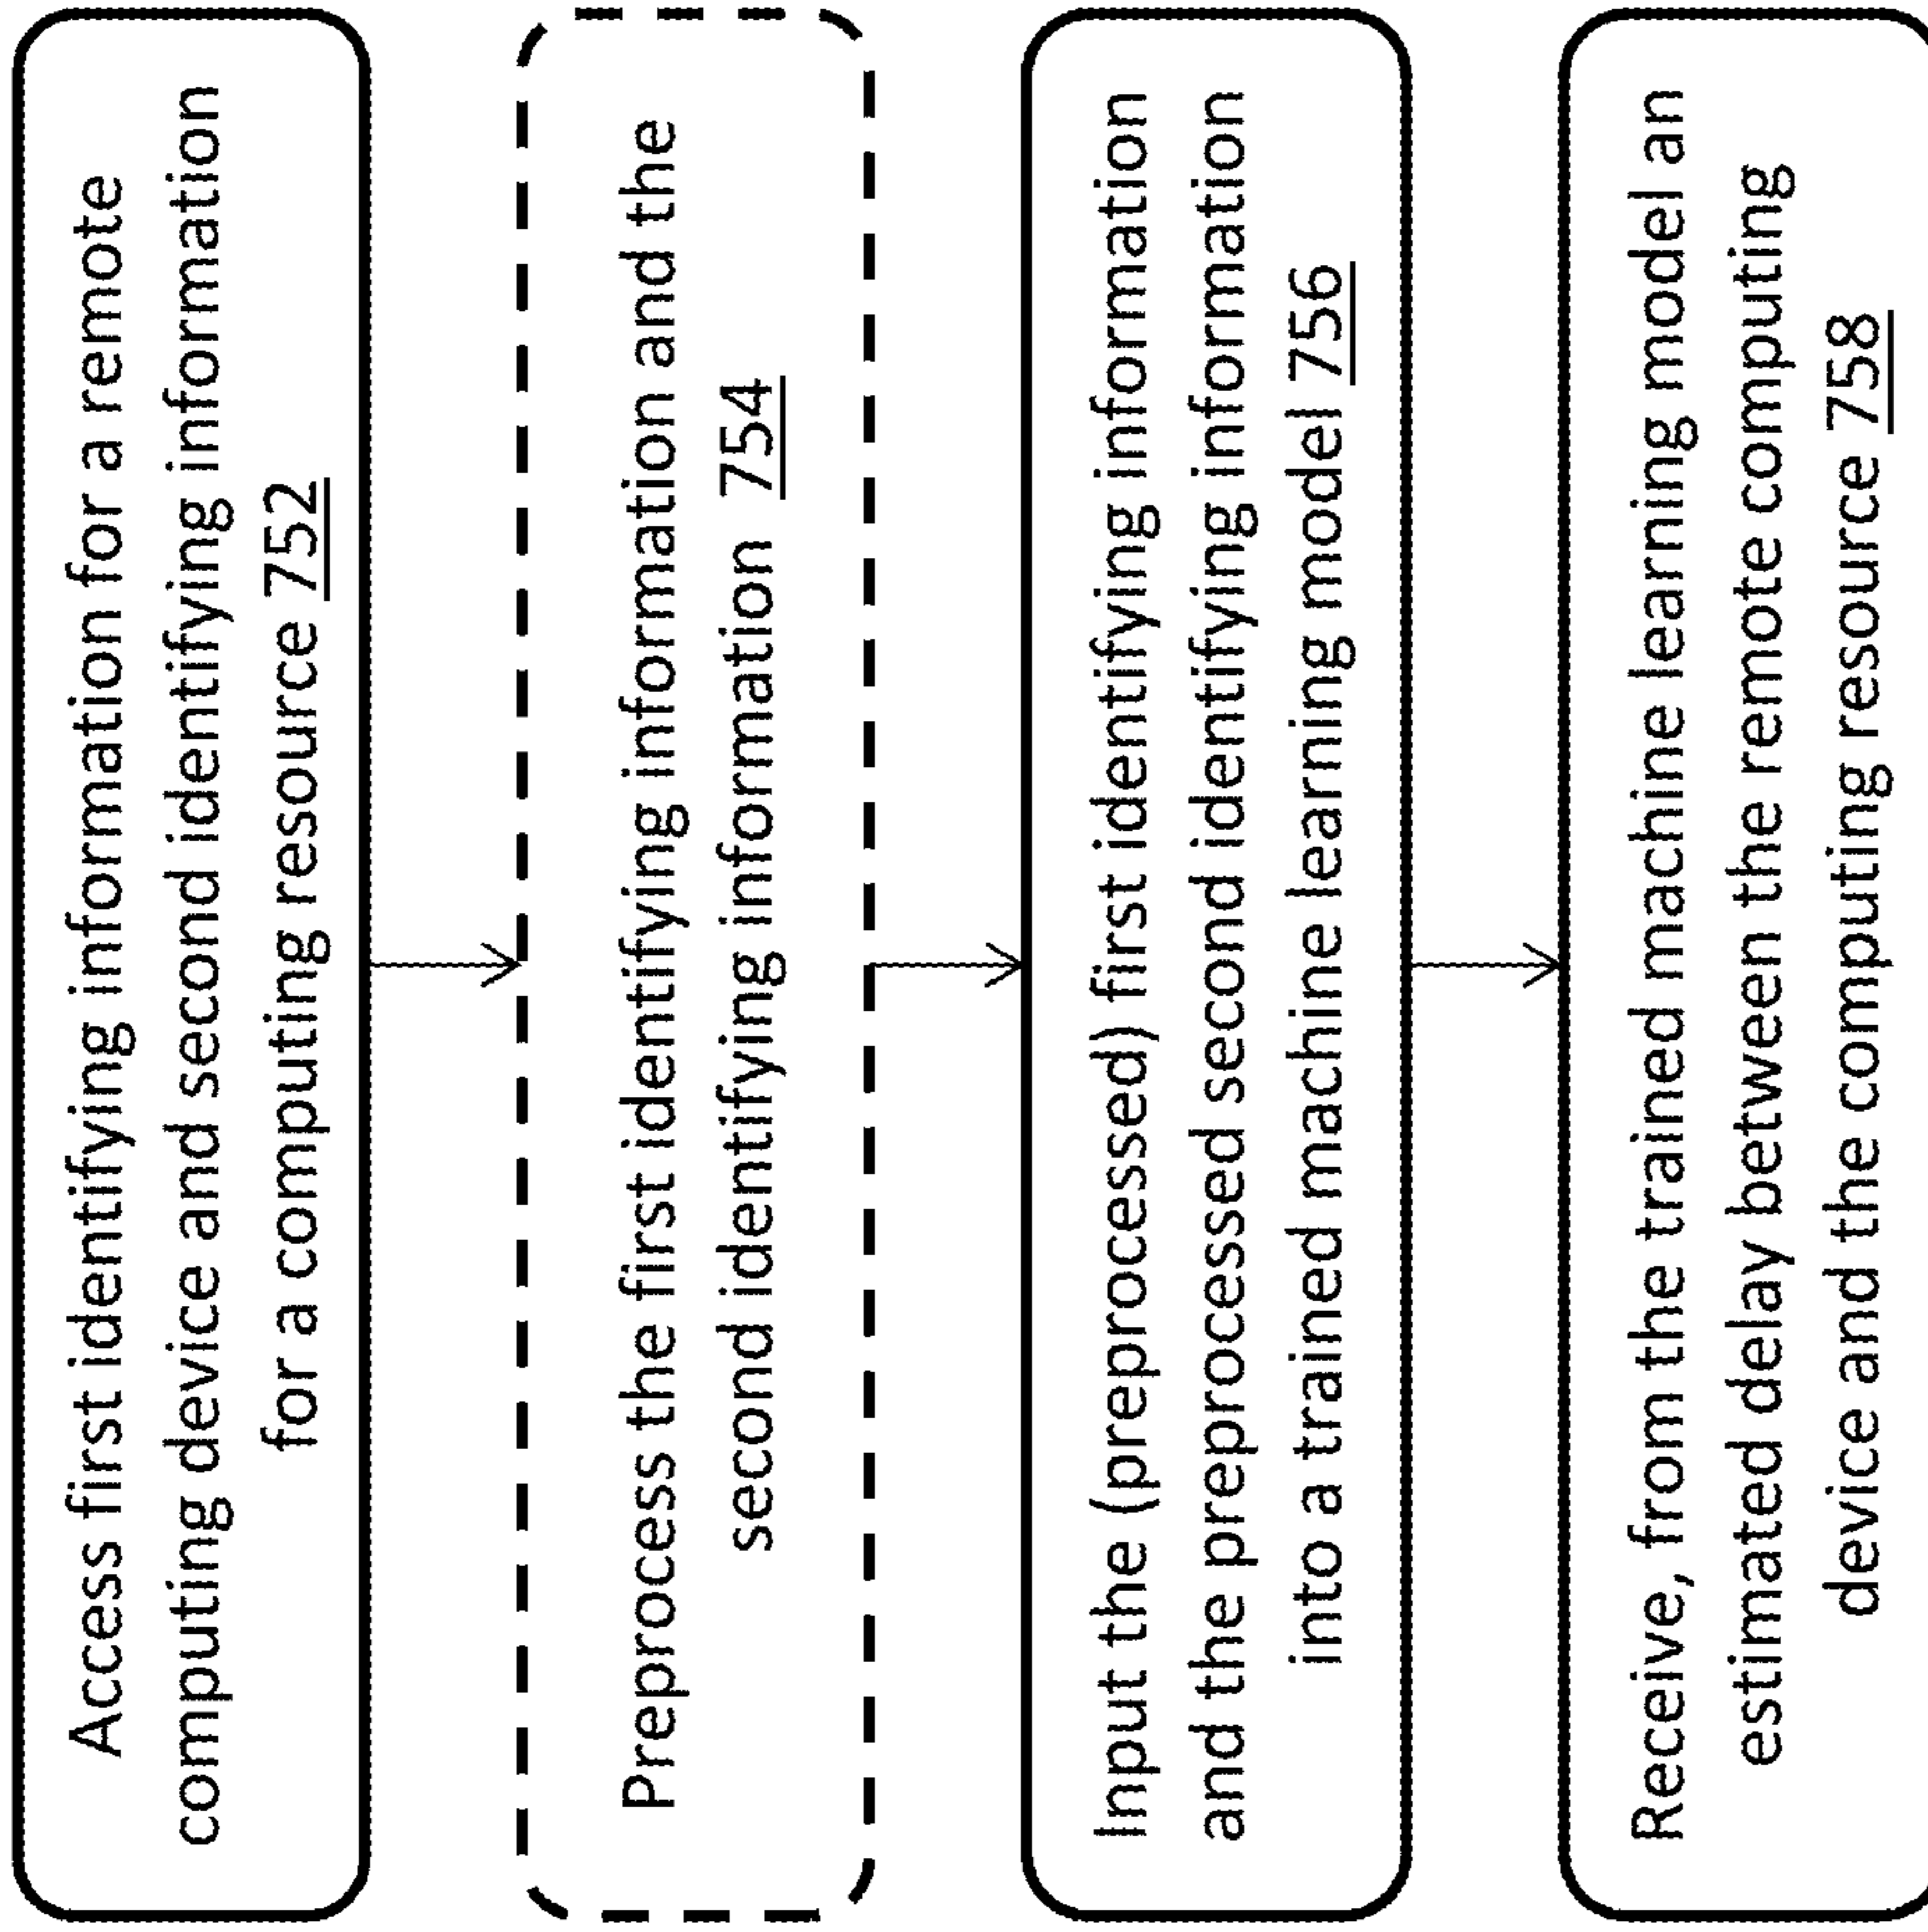 Access first identifying information for a remote
computing device and second identifying information
for a computing resource 752
Preprocess the first identifying information and the
second identifying information 754
Input the (preprocessed) first identifying information
and the preprocessed second identifying information
into a trained machine learning model 756
Receive, from the trained machine learning model an
estimated delay between the remote computing
device and the computing resource 758